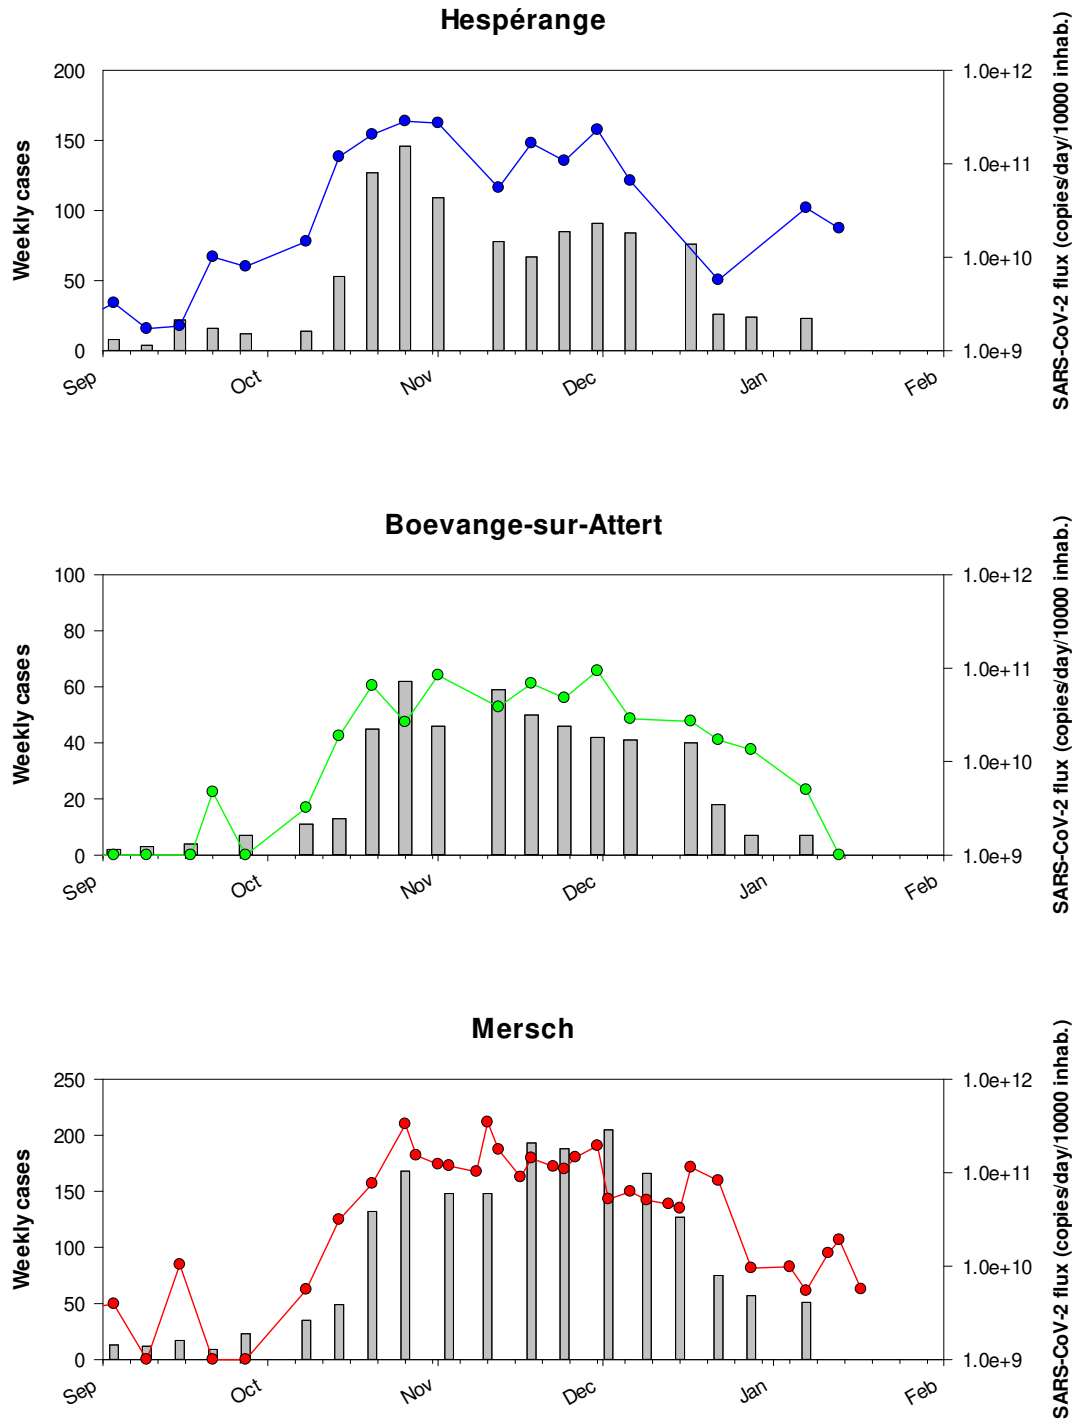 Hespérange
Weekly cases
200
150
100
50
0
1.0e+12
1.0e+11
1.0e+10
1.0e+9
SARS-CoV-2 flux (copies/day/10000 inhab.)
Sep
Oct
Nov
Dec
Jan
Feb
Boevange-sur-Attert
Weekly cases
100
80
60
40
20
0
1.0e+12
1.0e+11
1.0e+10
1.0e+9
SARS-CoV-2 flux (copies/day/10000 inhab.)
Sep
Oct
Nov
Dec
Jan
Feb
Mersch
Weekly cases
250
200
150
100
50
0
1.0e+12
1.0e+11
1.0e+10
1.0e+9
SARS-CoV-2 flux (copies/day/10000 inhab.)
Sep
Oct
Nov
Dec
Jan
Feb